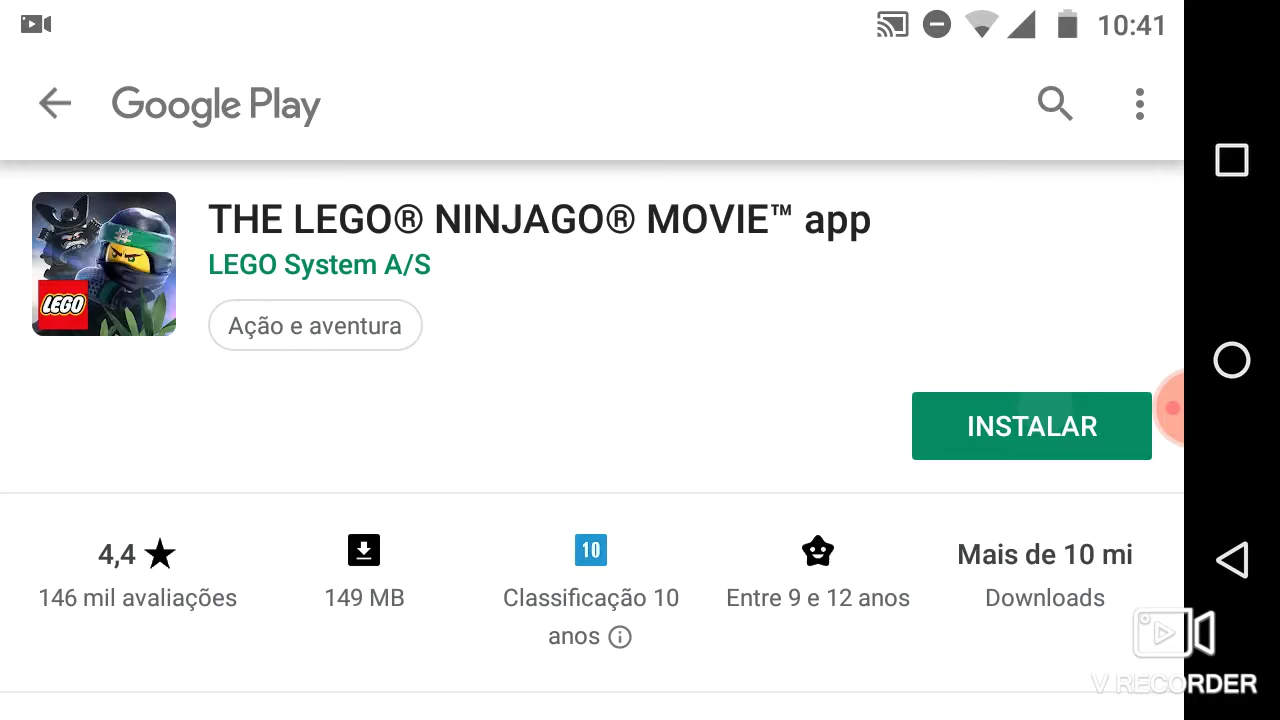 10:41
Google Play
THE LEGO® NINJAGO® MOVIE™ app
LEGO System A/S
LEGO
Ação e aventura
INSTALAR
4,4 ★
146 mil avaliações
149 MB
10
Classificação 10
anos
Entre 9 e 12 anos
Mais de 10 mi
Downloads
V RECORDER